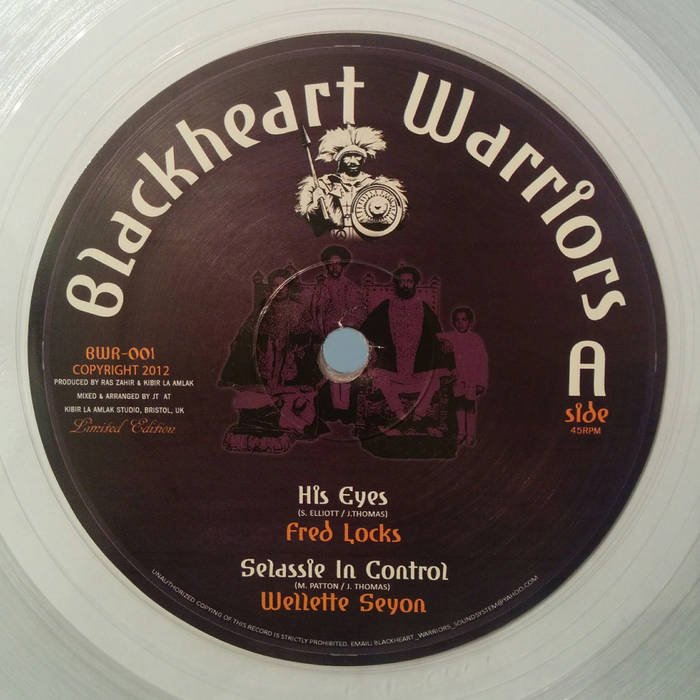 Blackheart Warriors
BWR-001
COPYRIGHT 2012
PRODUCED BY RAS ZAHIR & KIBIR LA AMLAK
MIXED & ARRANGED BY JT AT
KIBIR LA AMLAK STUDIO, BRISTOL, UK
Limited Edition
A
side
45RPM
His Eyes
(S. ELLIOTT / J.THOMAS)
Fred Locks
Selassie In Control
(M. PATTON / J. THOMAS)
Wellette Seyon
UNAUTHORIZED COPYING OF THIS RECORD IS STRICTLY PROHIBITED. EMAIL: BLACKHEART_WARRIORS_SOUNDSYSTEM@YAHOO.COM